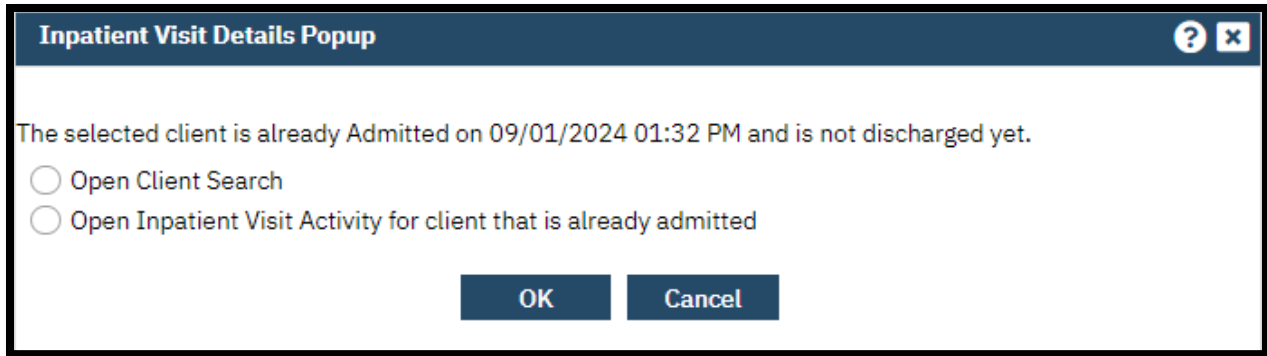 Inpatient Visit Details Popup
The selected client is already Admitted on 09/01/2024 01:32 PM and is not discharged yet.
Open Client Search
Open Inpatient Visit Activity for client that is already admitted
OK Cancel